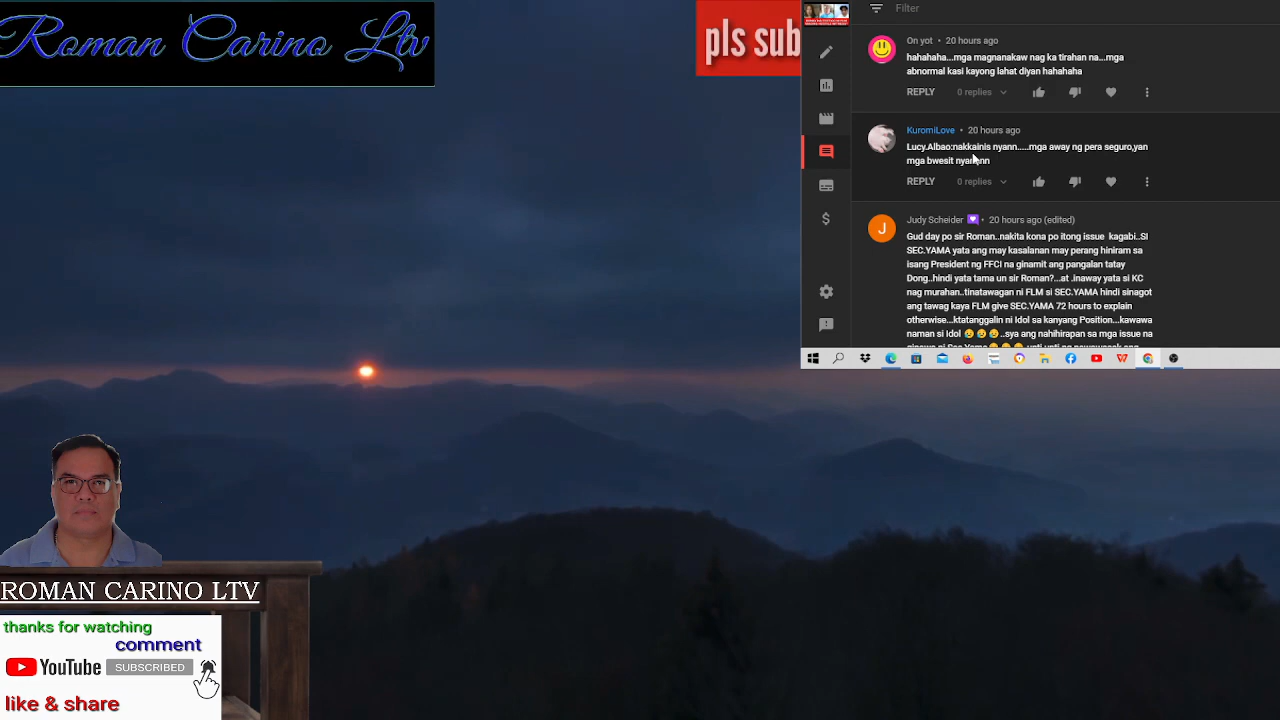 Roman Carino Ltv
pls sub
Filter
On yot • 20 hours ago
hahahaha...mga magnanakaw nag ka tirahan na...mga
abnormal kasi kayong lahat diyan hahahaha
REPLY 0 replies
KuromiLove • 20 hours ago
Lucy.Albao:nakkainis nyann.....mga away ng pera seguro,yan
mga bwesit nyannnn
REPLY 0 replies
J
Judy Scheider • 20 hours ago (edited)
Gud day po sir Roman..nakita kona po itong issue kagabi..SI
SEC.YAMA yata ang may kasalanan may perang hiniram sa
isang President ng FFCI na ginamit ang pangalan tatay
Dong..hindi yata tama un sir Roman?...at .inaway yata si KC
nag murahan..tinatawagan ni FLM si SEC.YAMA hindi sinagot
ang tawag kaya FLM give SEC.YAMA 72 hours to explain
otherwise...ktatanggalin ni Idol sa kanyang Position...kawawa
naman si Idol 😢😢😢..sya ang nahihirapan sa mga issue na
ROMAN CARINO LTV
thanks for watching
comment
YouTube SUBSCRIBED
like & share